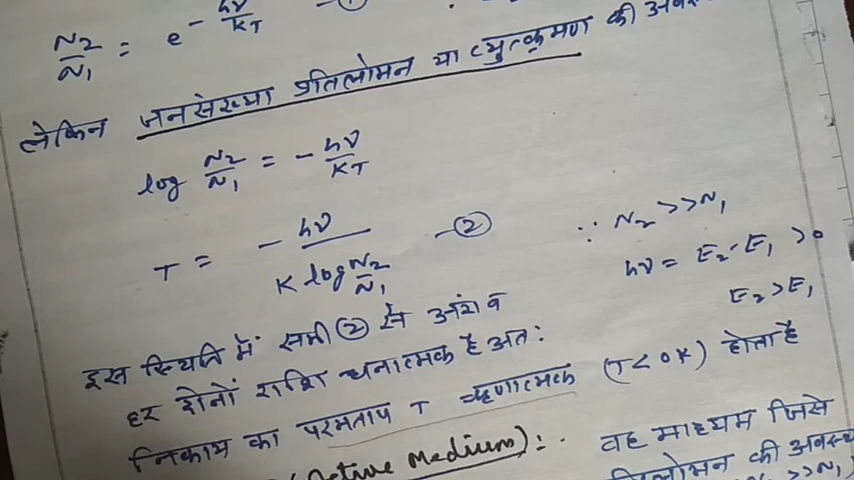 N₂/N₁ = e^(-hν/KT) - ①
लेकिन जनसंख्या प्रतिलोमन या व्युत्क्रमण की
log N₂/N₁ = - hν/KT
T = - hν/(K log N₂/N₁) - ②
∵ N₂ >> N₁
hν = E₂-E₁ >0
E₂>E₁
इस स्थिति में समी ② से अंश व
हर दोनों राशि धनात्मक है अत:
निकाय का परमताप T ऋणात्मक (T<0K) होता है
(Active Medium):. वह माध्यम जिसे
की
>>N₁)